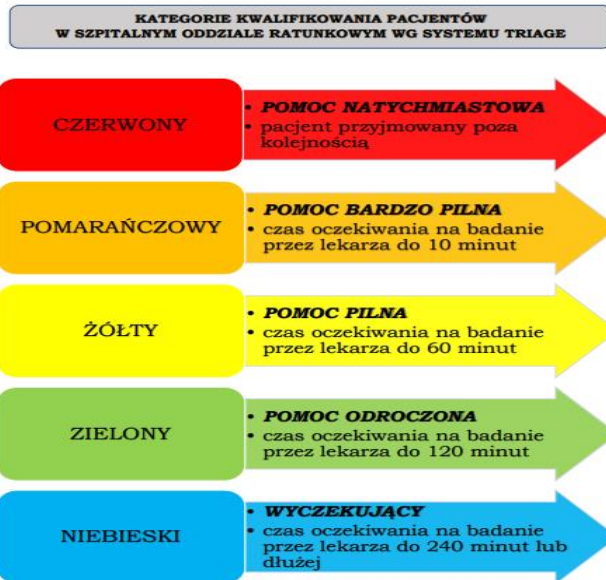 KATEGORIE KWALIFIKOWANIA PACJENTÓW
W SZPITALNYM ODDZIALE RATUNKOWYM WG SYSTEMU TRIAGE
CZERWONY
• POMOC NATYCHMIASTOWA
• pacjent przyjmowany poza
kolejnością
POMARAŃCZOWY
• POMOC BARDZO PILNA
• czas oczekiwania na badanie
przez lekarza do 10 minut
ŻÓŁTY
• POMOC PILNA
• czas oczekiwania na badanie
przez lekarza do 60 minut
ZIELONY
• POMOC ODROCZONA
• czas oczekiwania na badanie
przez lekarza do 120 minut
NIEBIESKI
• WYCZEKUJĄCY
• czas oczekiwania na badanie
przez lekarza do 240 minut lub
dłużej